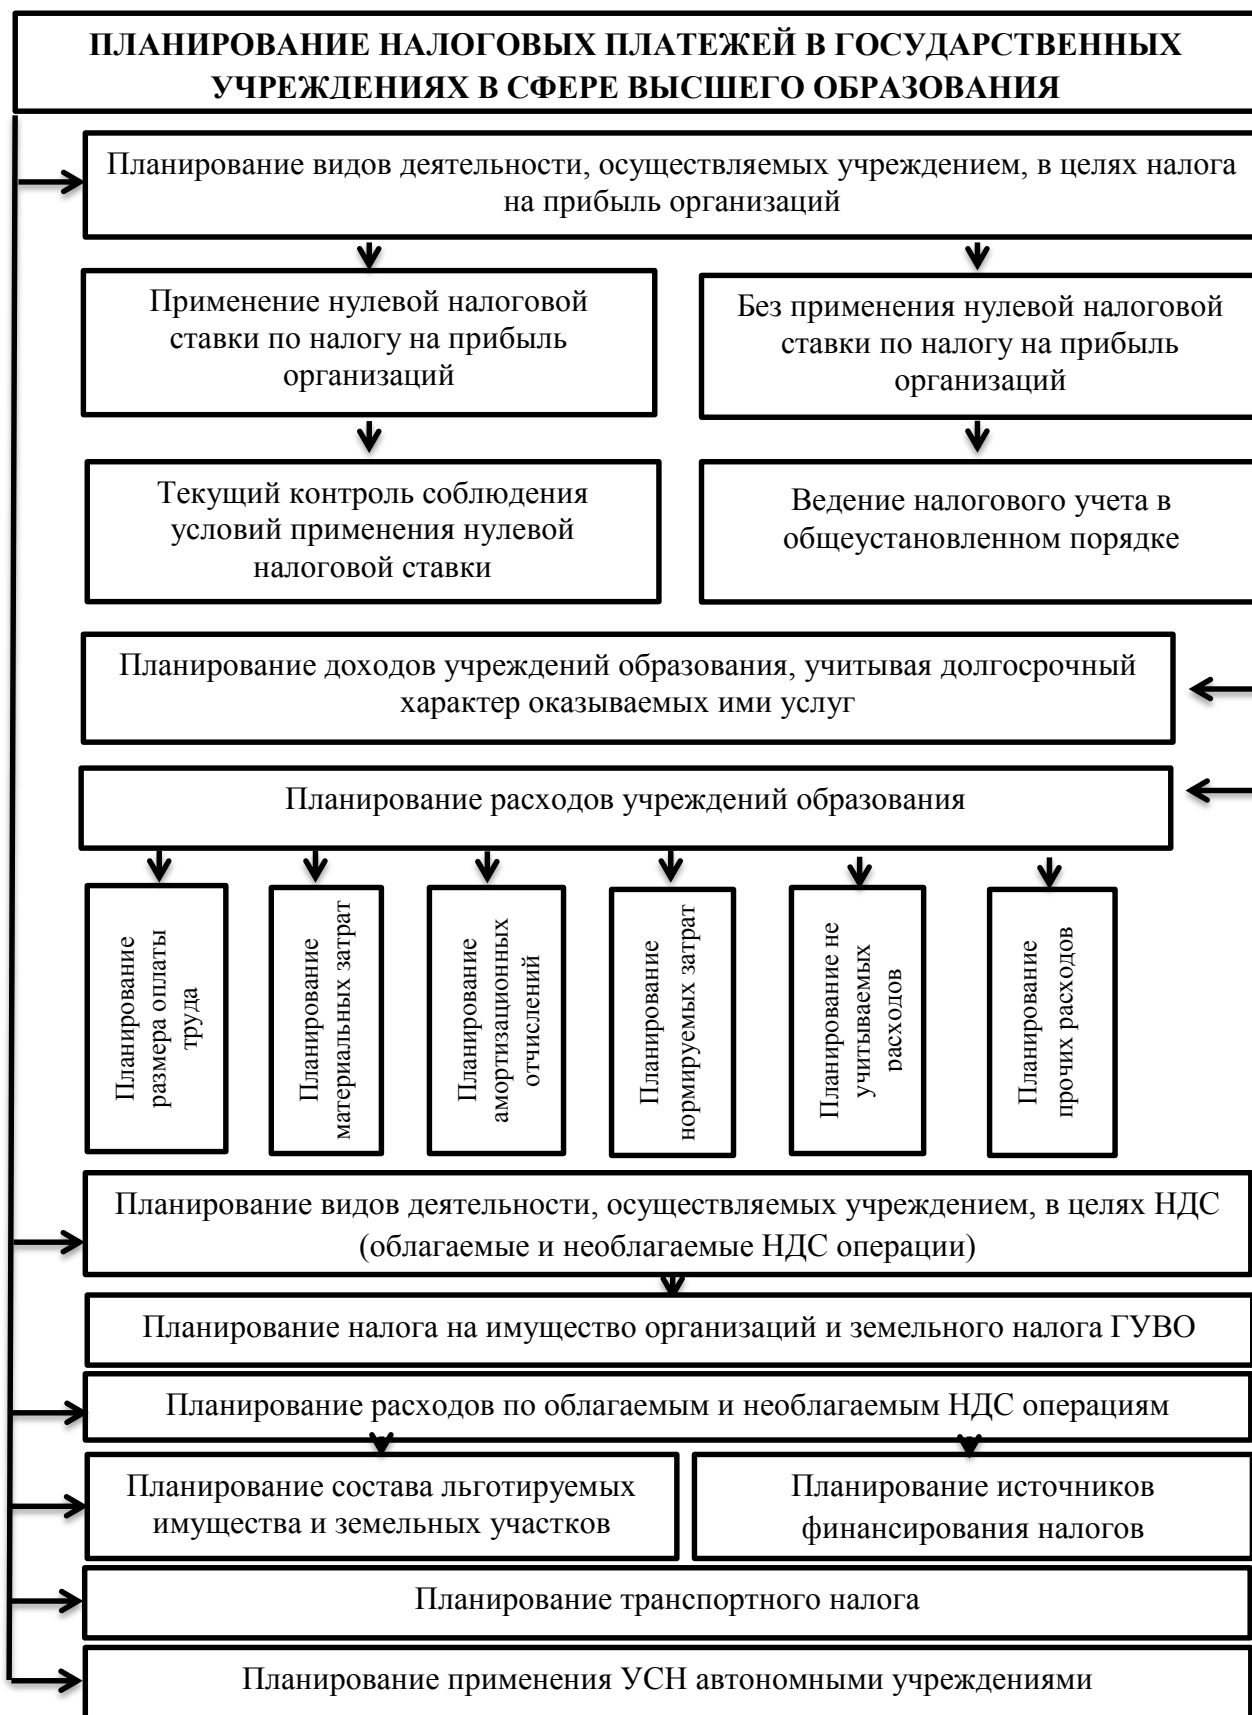 ПЛАНИРОВАНИЕ НАЛОГОВЫХ ПЛАТЕЖЕЙ В ГОСУДАРСТВЕННЫХ
УЧРЕЖДЕНИЯХ В СФЕРЕ ВЫСШЕГО ОБРАЗОВАНИЯ
Планирование видов деятельности, осуществляемых учреждением, в целях налога
на прибыль организаций
Применение нулевой налоговой
ставки по налогу на прибыль
организаций
Без применения нулевой налоговой
ставки по налогу на прибыль
организаций
Текущий контроль соблюдения
условий применения нулевой
налоговой ставки
Ведение налогового учета в
общеустановленном порядке
Планирование доходов учреждений образования, учитывая долгосрочный
характер оказываемых ими услуг
Планирование расходов учреждений образования
Планирование
размера оплаты
труда
Планирование
материальных затрат
Планирование
амортизационных
отчислений
Планирование
нормируемых затрат
Планирование не
учитываемых
расходов
Планирование
прочих расходов
Планирование видов деятельности, осуществляемых учреждением, в целях НДС
(облагаемые и необлагаемые НДС операции)
Планирование налога на имущество организаций и земельного налога ГУВО
Планирование расходов по облагаемым и необлагаемым НДС операциям
Планирование состава льготируемых
имущества и земельных участков
Планирование источников
финансирования налогов
Планирование транспортного налога
Планирование применения УСН автономными учреждениями